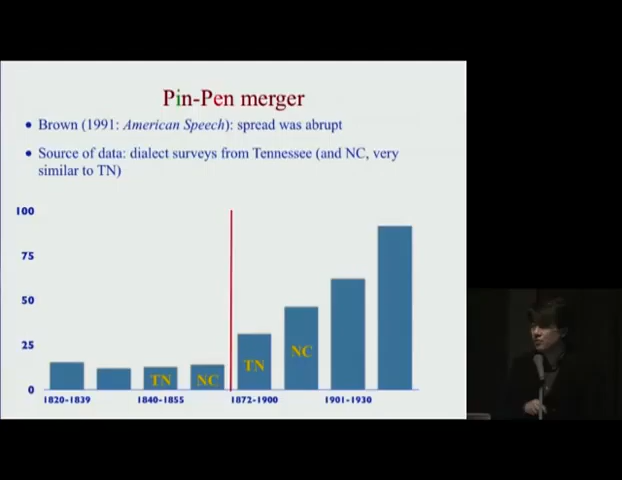 Pin-Pen merger
• Brown (1991: American Speech): spread was abrupt
• Source of data: dialect surveys from Tennessee (and NC, very
similar to TN)
100
75
50
25
0
TN
NC
TN
NC
1820-1839
1840-1855
1872-1900
1901-1930